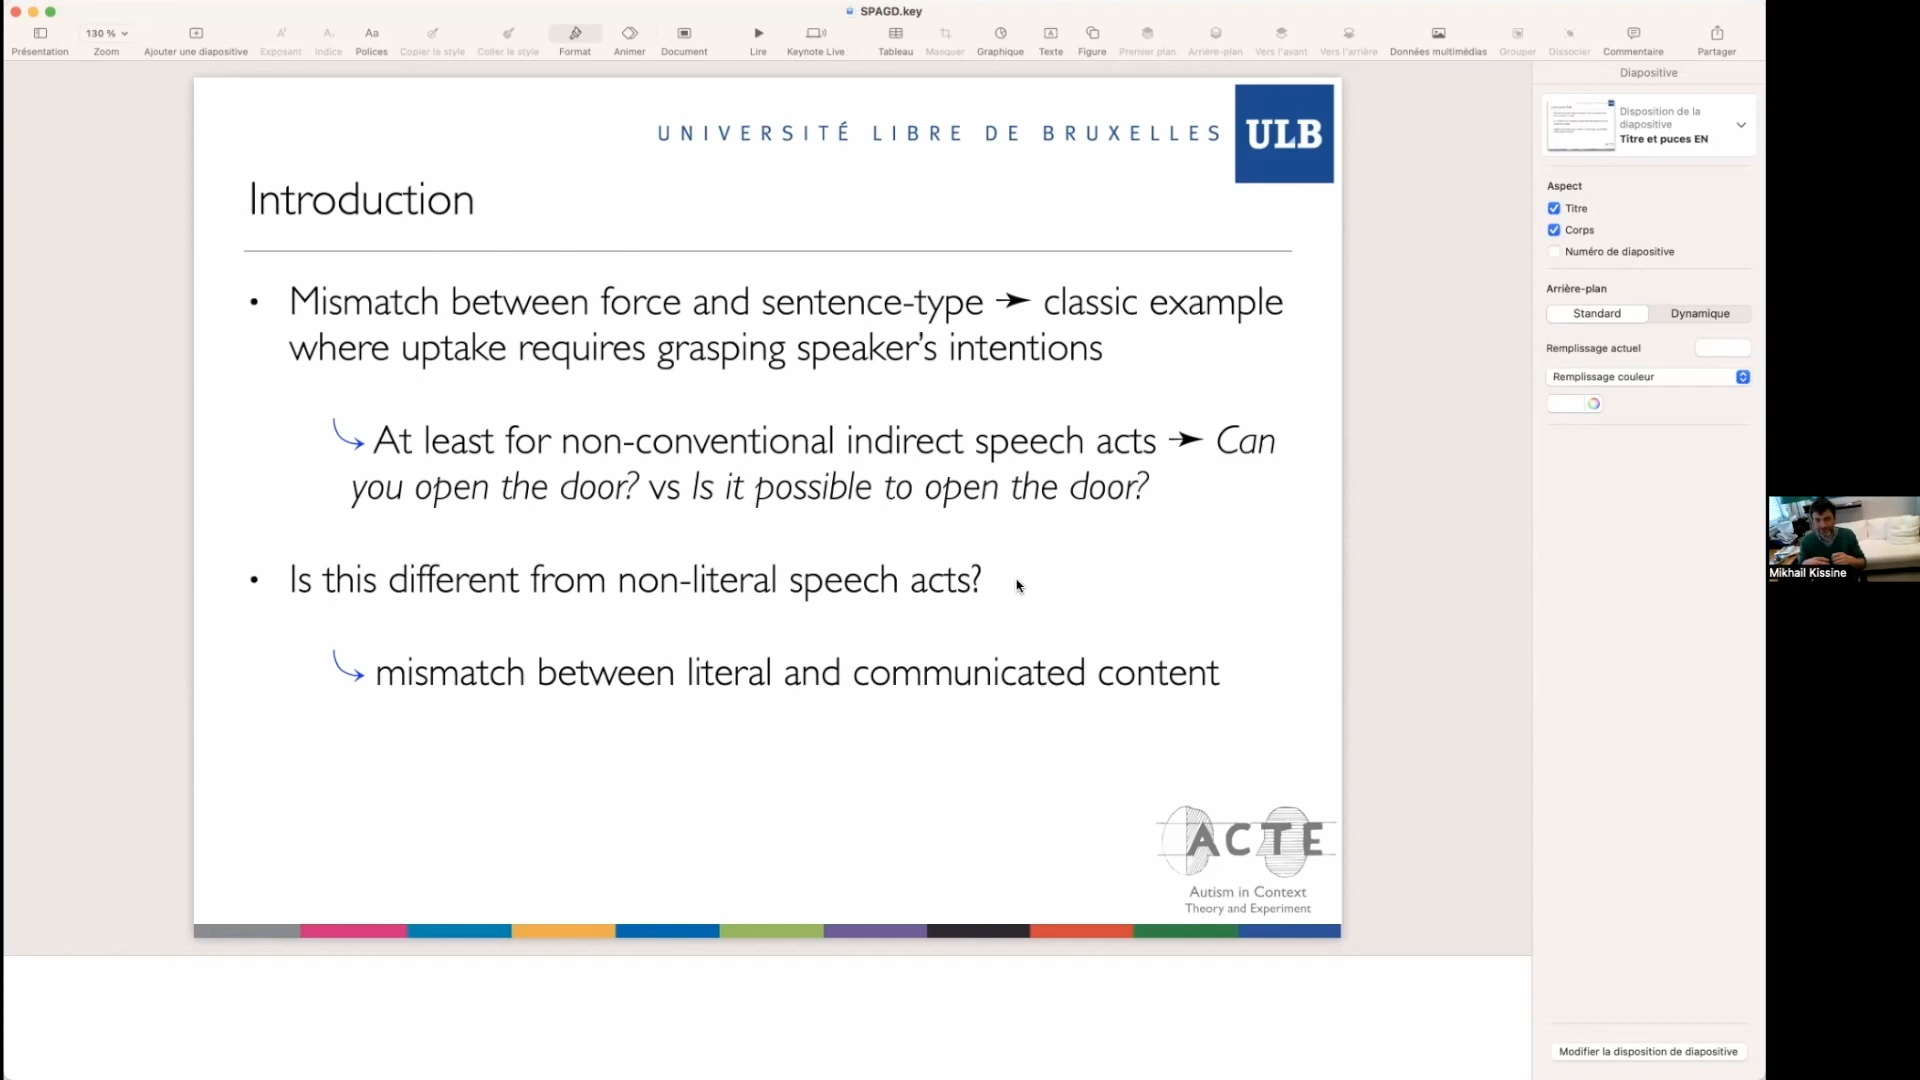 SPAGD.key
Présentation
130 %
Zoom
Ajouter une diapositive
Exposant
Indice
Polices
Copier le style
Coller le style
Format
Animer
Document
Lire
Keynote Live
Tableau
Masquer
Graphique
Texte
Figure
Premier plan
Arrière-plan
Vers l'avant
Vers l'arrière
Données multimédias
Grouper
Dissocier
Commentaire
Partager
UNIVERSITÉ LIBRE DE BRUXELLES
ULB
Introduction
• Mismatch between force and sentence-type ➛ classic example
where uptake requires grasping speaker's intentions
At least for non-conventional indirect speech acts ➛ Can
you open the door? vs Is it possible to open the door?
• Is this different from non-literal speech acts?
mismatch between literal and communicated content
ACTE
Autism in Context
Theory and Experiment
Diapositive
Disposition de la
diapositive
Titre et puces EN
Aspect
Titre
Corps
Numéro de diapositive
Arrière-plan
Standard
Dynamique
Remplissage actuel
Remplissage couleur
Modifier la disposition de diapositive
Mikhail Kissine